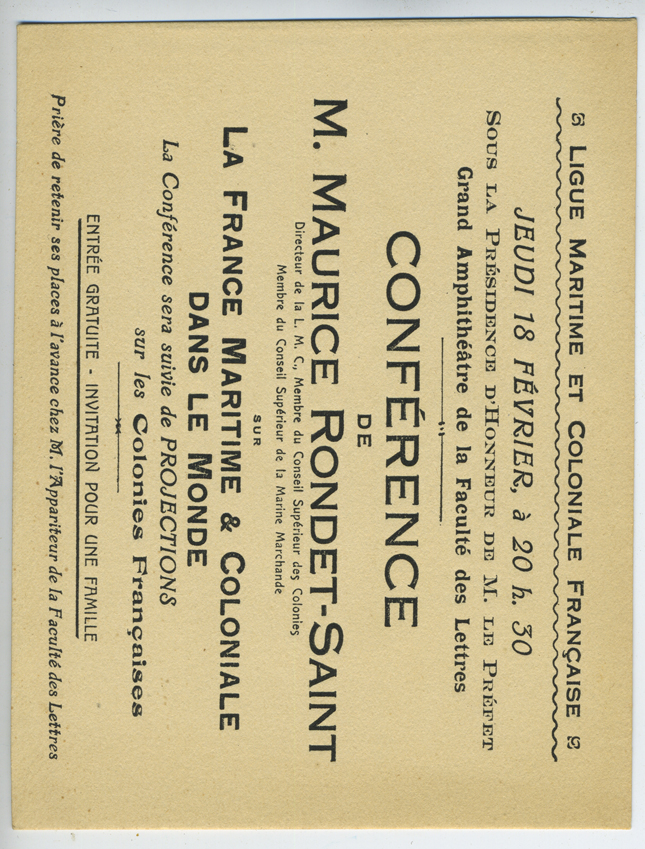 LIGUE MARITIME ET COLONIALE FRANÇAISE
JEUDI 18 FÉVRIER, à 20 h. 30
SOUS LA PRÉSIDENCE D'HONNEUR DE M. LE PRÉFET
Grand Amphithéâtre de la Faculté des Lettres
CONFÉRENCE
DE
M. MAURICE RONDET-SAINT
Directeur de la L. M. C., Membre du Conseil Supérieur des Colonies
Membre du Conseil Supérieur de la Marine Marchande
SUR
LA FRANCE MARITIME & COLONIALE
DANS LE MONDE
La Conférence sera suivie de PROJECTIONS
sur les Colonies Françaises
ENTRÉE GRATUITE - INVITATION POUR UNE FAMILLE
Prière de retenir ses places à l'avance chez M. l'Appariteur de la Faculté des Lettres